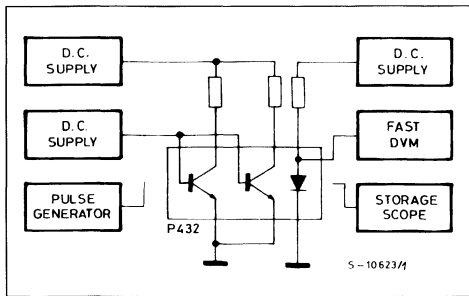 D.C.
SUPPLY
D.C.
SUPPLY
D.C.
SUPPLY
FAST
DVM
PULSE
GENERATOR
STORAGE
SCOPE
P432
S-10623/1